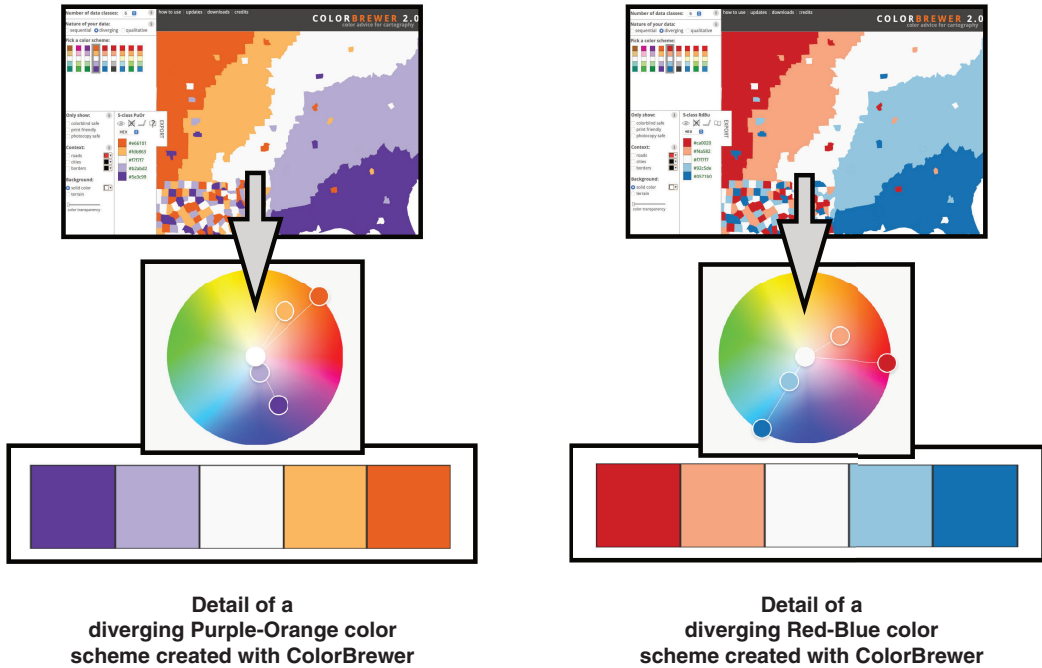 Number of data classes: 5
how to use | updates | downloads | credits
COLORBREWER 2.0
color advice for cartography
Nature of your data:
sequential diverging qualitative
Pick a color scheme:
Only show:
colorblind safe
print friendly
photocopy safe
Context:
roads
cities
borders
Background:
solid color
terrain
color transparency
5-class PuOr
HEX
EXPORT
#e66101
#fdb863
#f7f7f7
#b2abd2
#5e3c99
Number of data classes: 5
how to use | updates | downloads | credits
COLORBREWER 2.0
color advice for cartography
Nature of your data:
sequential diverging qualitative
Pick a color scheme:
Only show:
colorblind safe
print friendly
photocopy safe
Context:
roads
cities
borders
Background:
solid color
terrain
color transparency
5-class RdBu
HEX
EXPORT
#ca0020
#f4a582
#f7f7f7
#92c5de
#0571b0
Detail of a
diverging Purple-Orange color
scheme created with ColorBrewer
Detail of a
diverging Red-Blue color
scheme created with ColorBrewer